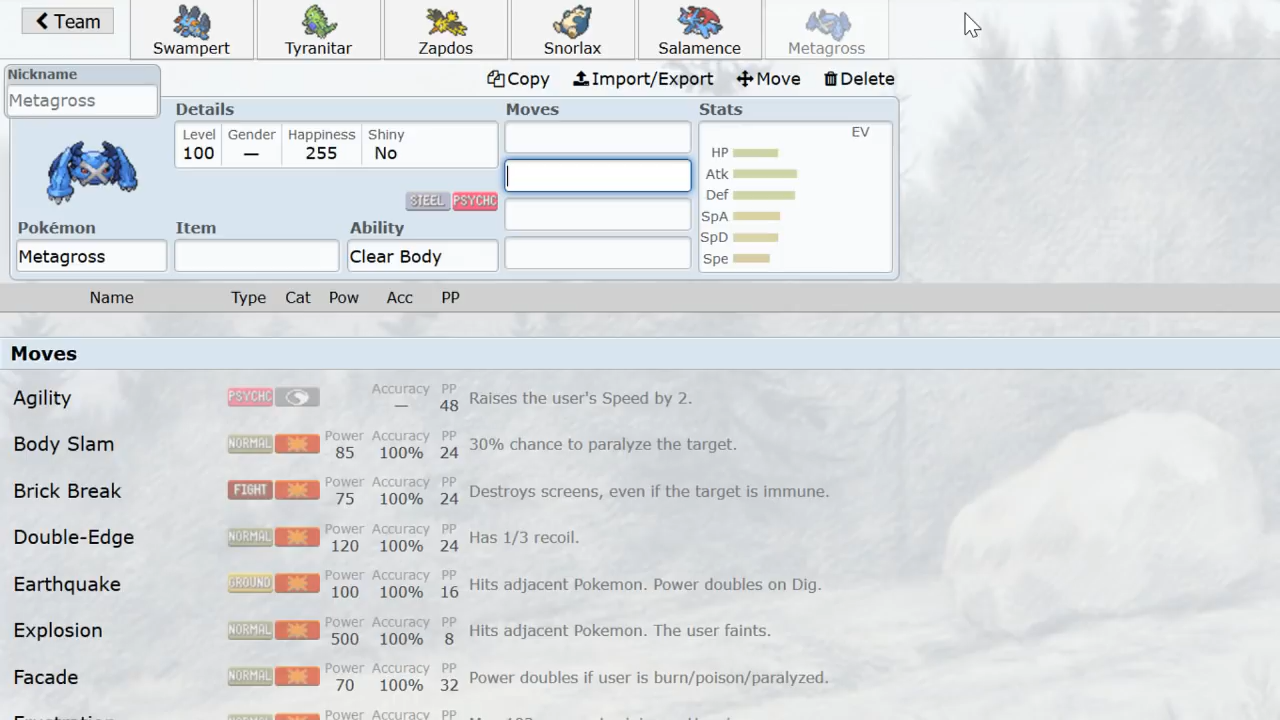 Team
Swampert
Tyranitar
Zapdos
Snorlax
Salamence
Metagross
Copy
Import/Export
Move
Delete
Nickname
Metagross
Details
Level
100
Gender
—
Happiness
255
Shiny
No
STEEL PSYCHC
Pokémon
Metagross
Item
Ability
Clear Body
Moves
Stats
EV
HP
Atk
Def
SpA
SpD
Spe
Name Type Cat Pow Acc PP
Moves
Agility PSYCHC Accuracy — PP 48 Raises the user's Speed by 2.
Body Slam NORMAL Power 85 Accuracy 100% PP 24 30% chance to paralyze the target.
Brick Break FIGHT Power 75 Accuracy 100% PP 24 Destroys screens, even if the target is immune.
Double-Edge NORMAL Power 120 Accuracy 100% PP 24 Has 1/3 recoil.
Earthquake GROUND Power 100 Accuracy 100% PP 16 Hits adjacent Pokemon. Power doubles on Dig.
Explosion NORMAL Power 500 Accuracy 100% PP 8 Hits adjacent Pokemon. The user faints.
Facade NORMAL Power 70 Accuracy 100% PP 32 Power doubles if user is burn/poison/paralyzed.
Frustration NORMAL Power Accuracy PP